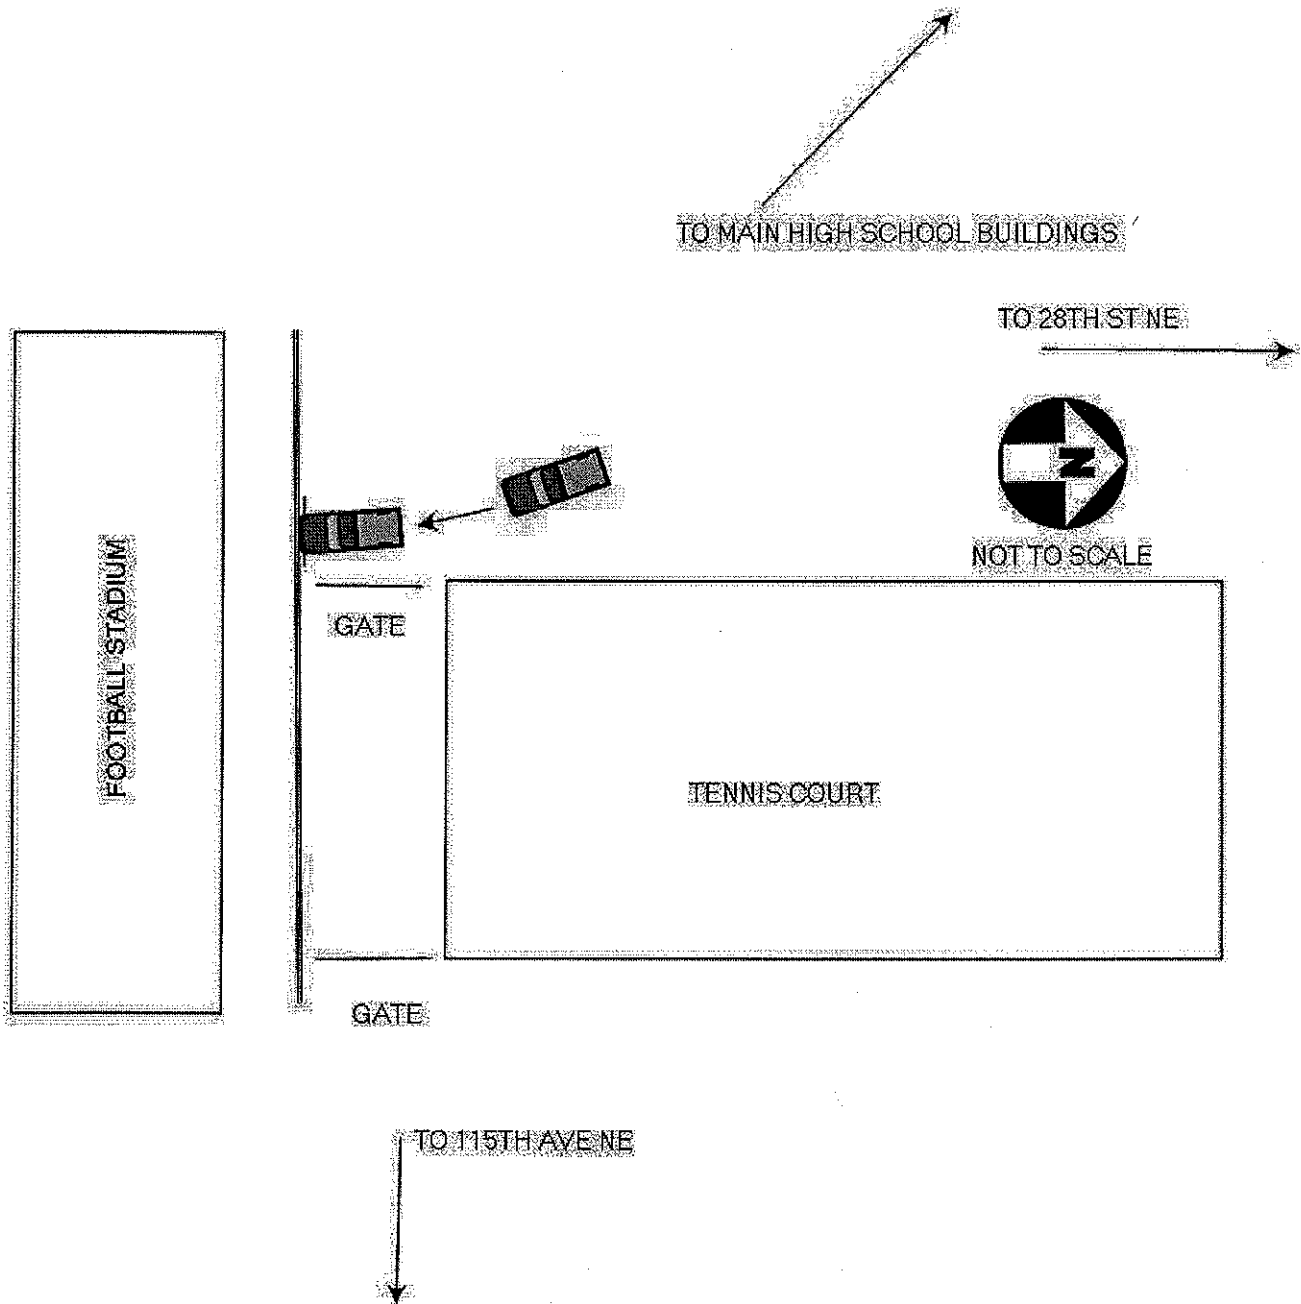 TO MAIN HIGH SCHOOL BUILDINGS
TO 28TH ST NE
N
NOT TO SCALE
FOOTBALL STADIUM
GATE
TENNIS COURT
GATE
TO 115TH AVE NE